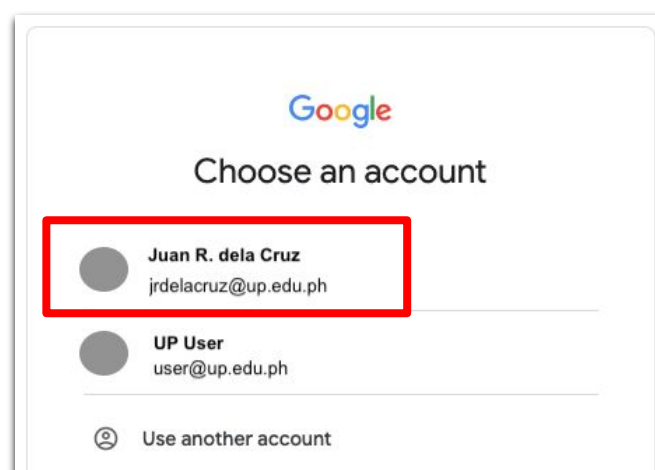 Google
Choose an account
Juan R. dela Cruz
jrdelacruz@up.edu.ph
UP User
user@up.edu.ph
Use another account